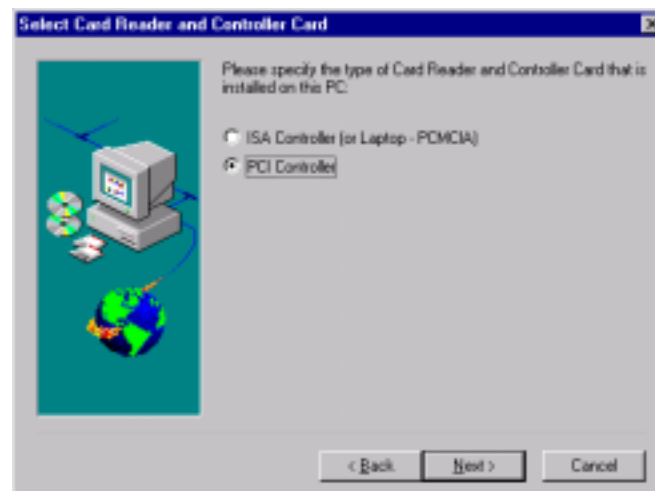 Select Card Reader and Controller Card
Please specify the type of Card Reader and Controller Card that is
installed on this PC:
ISA Controller (or Laptop - PCMCIA)
PCI Controller
< Back
Next >
Cancel